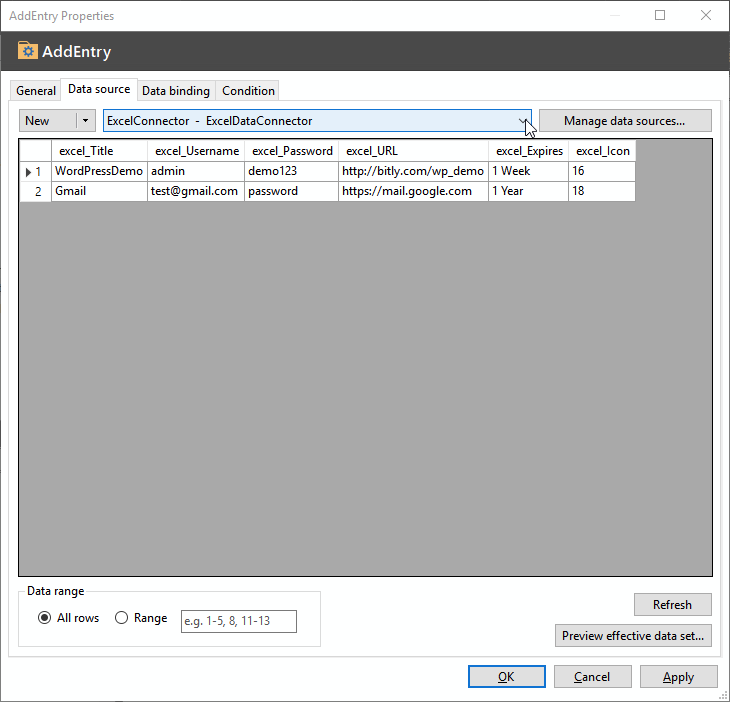 AddEntry Properties
AddEntry
General Data source Data binding Condition
New ExcelConnector - ExcelDataConnector Manage data sources...
excel_Title excel_Username excel_Password excel_URL excel_Expires excel_Icon
1 WordPressDemo admin demo123 http://bitly.com/wp_demo 1 Week 16
2 Gmail test@gmail.com password https://mail.google.com 1 Year 18
Data range
All rows Range e.g. 1-5, 8, 11-13
Refresh
Preview effective data set...
OK Cancel Apply